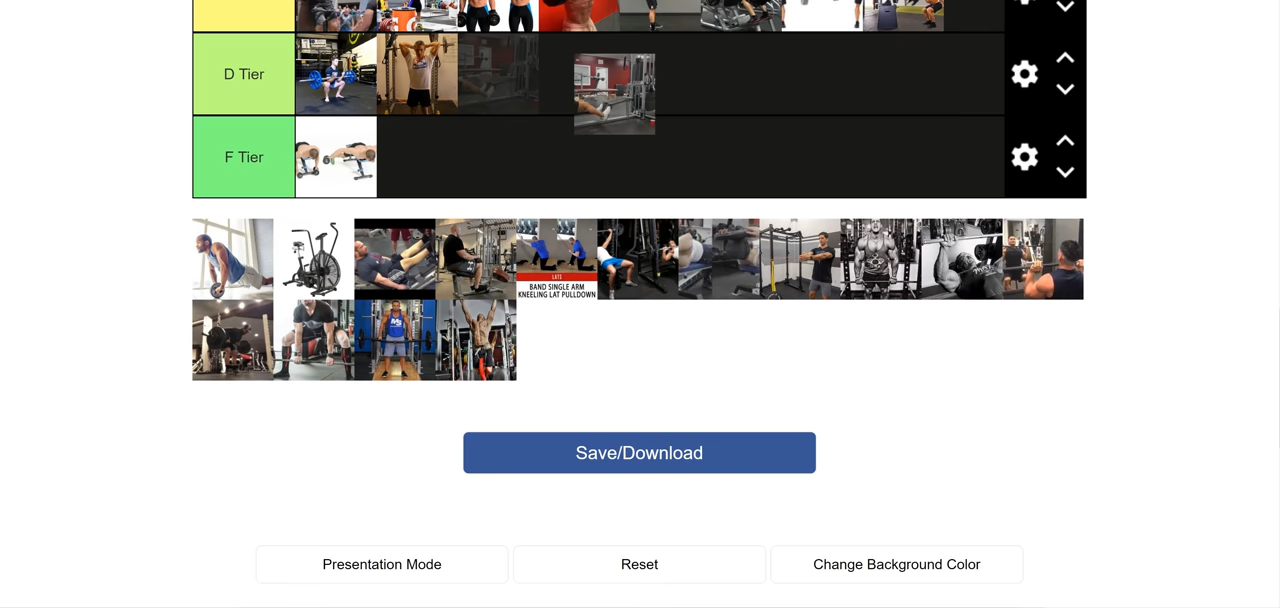 D Tier
F Tier
LATS
BAND SINGLE ARM
KNEELING LAT PULLDOWN
Save/Download
Presentation Mode
Reset
Change Background Color